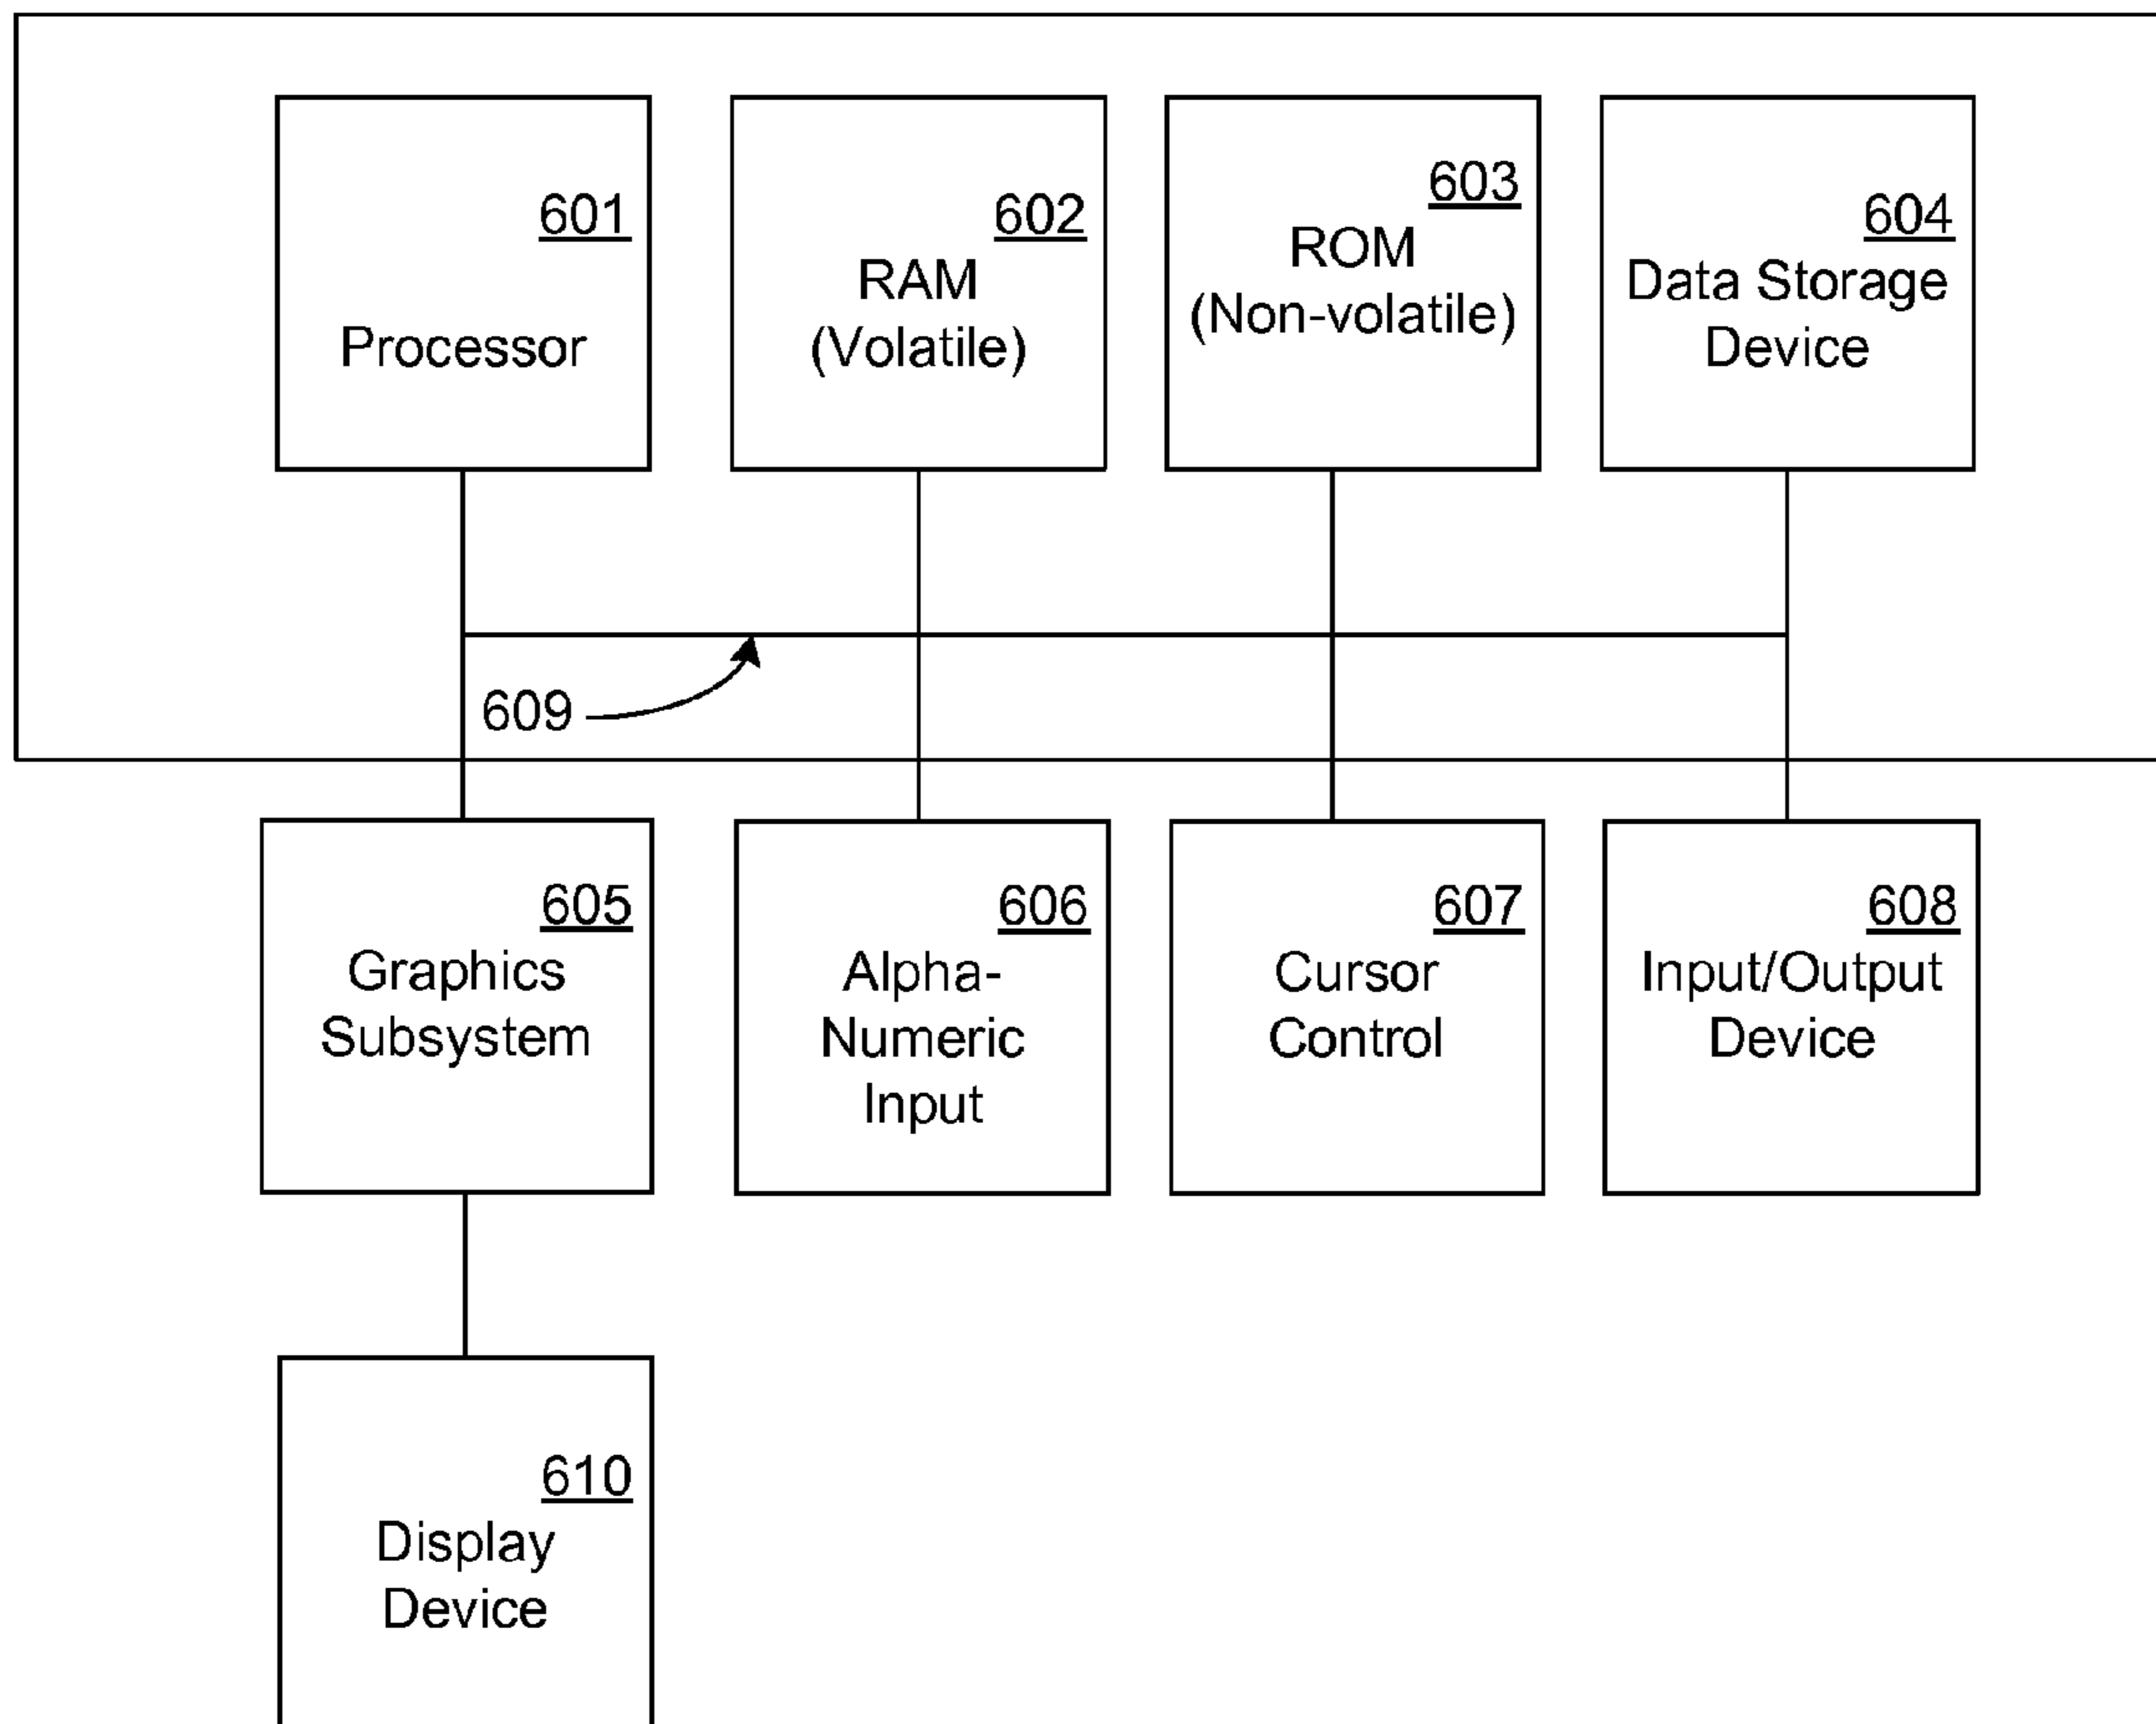 601
Processor
602
RAM
(Volatile)
603
ROM
(Non-volatile)
604
Data Storage
Device
609
605
Graphics
Subsystem
606
Alpha-
Numeric
Input
607
Cursor
Control
608
Input/Output
Device
610
Display
Device